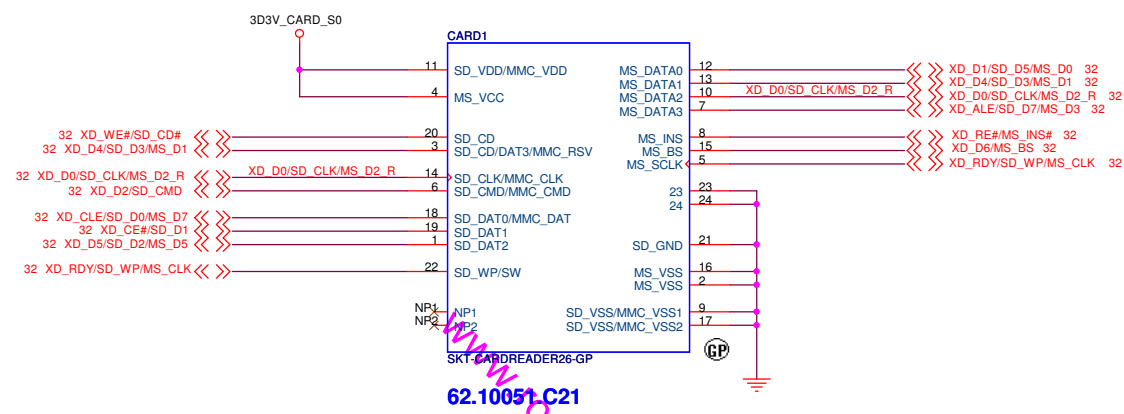 3D3V_CARD_S0
CARD1
11 SD_VDD/MMC_VDD
4 MS_VCC
32 XD_WE#/SD_CD# 20 SD_CD
32 XD_D4/SD_D3/MS_D1 3 SD_CD/DAT3/MMC_RSV
32 XD_D0/SD_CLK/MS_D2_R XD_D0/SD_CLK/MS_D2_R 14 SD_CLK/MMC_CLK
32 XD_D2/SD_CMD 6 SD_CMD/MMC_CMD
32 XD_CLE/SD_D0/MS_D7 18 SD_DAT0/MMC_DAT
32 XD_CE#/SD_D1 19 SD_DAT1
32 XD_D5/SD_D2/MS_D5 1 SD_DAT2
32 XD_RDY/SD_WP/MS_CLK 22 SD_WP/SW
NP1 NP1
NP2 NP2
MS_DATA0 12 XD_D1/SD_D5/MS_D0 32
MS_DATA1 13 XD_D4/SD_D3/MS_D1 32
MS_DATA2 10 XD_D0/SD_CLK/MS_D2_R XD_D0/SD_CLK/MS_D2_R 32
MS_DATA3 7 XD_ALE/SD_D7/MS_D3 32
MS_INS 8 XD_RE#/MS_INS# 32
MS_BS 15 XD_D6/MS_BS 32
MS_SCLK 5 XD_RDY/SD_WP/MS_CLK 32
23 23
24 24
SD_GND 21
MS_VSS 16
MS_VSS 2
SD_VSS/MMC_VSS1 9
SD_VSS/MMC_VSS2 17
GP
SKT-CARDREADER26-GP
62.10051.C21